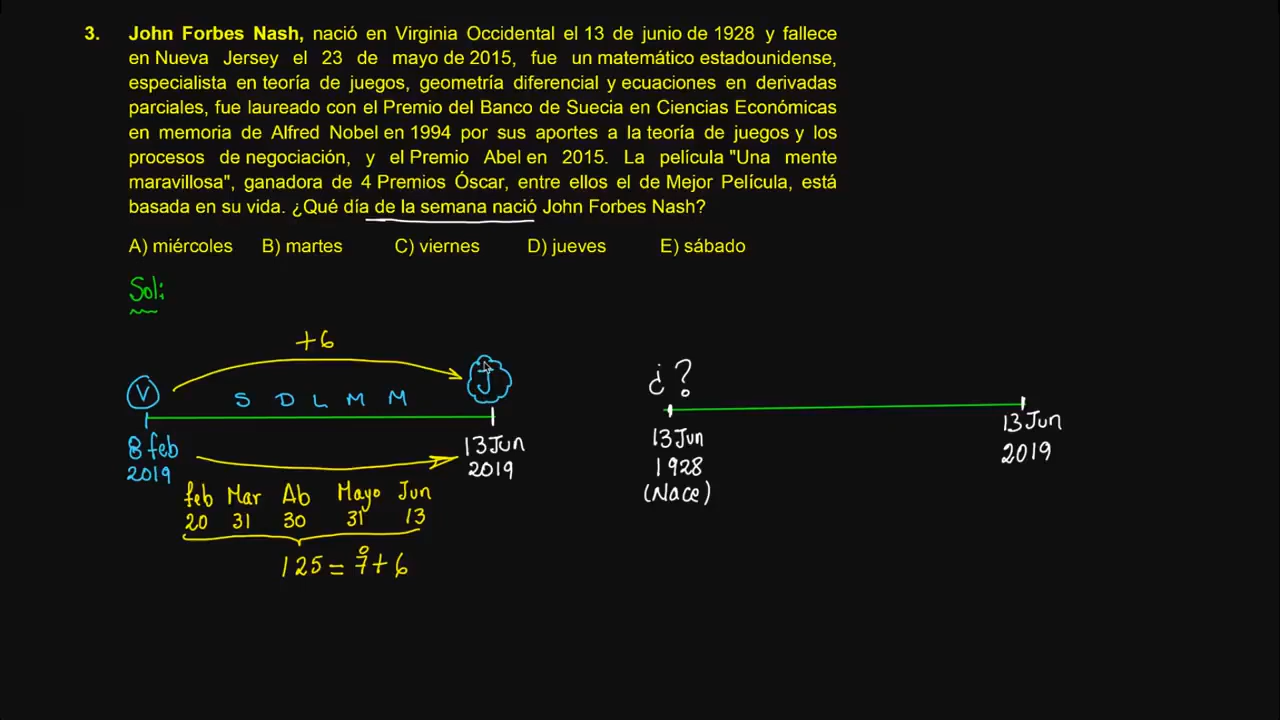 3. John Forbes Nash, nació en Virginia Occidental el 13 de junio de 1928 y fallece
en Nueva Jersey el 23 de mayo de 2015, fue un matemático estadounidense,
especialista en teoría de juegos, geometría diferencial y ecuaciones en derivadas
parciales, fue laureado con el Premio del Banco de Suecia en Ciencias Económicas
en memoria de Alfred Nobel en 1994 por sus aportes a la teoría de juegos y los
procesos de negociación, y el Premio Abel en 2015. La película "Una mente
maravillosa", ganadora de 4 Premios Óscar, entre ellos el de Mejor Película, está
basada en su vida. ¿Qué día de la semana nació John Forbes Nash?
A) miércoles B) martes C) viernes D) jueves E) sábado
Sol:
+6
V S D L M M J
8 feb 13 Jun
2019 2019
feb Mar Ab Mayo Jun
20 31 30 31 13
125 = 7̊ + 6
¿?
13 Jun 13 Jun
1928 2019
(Nace)